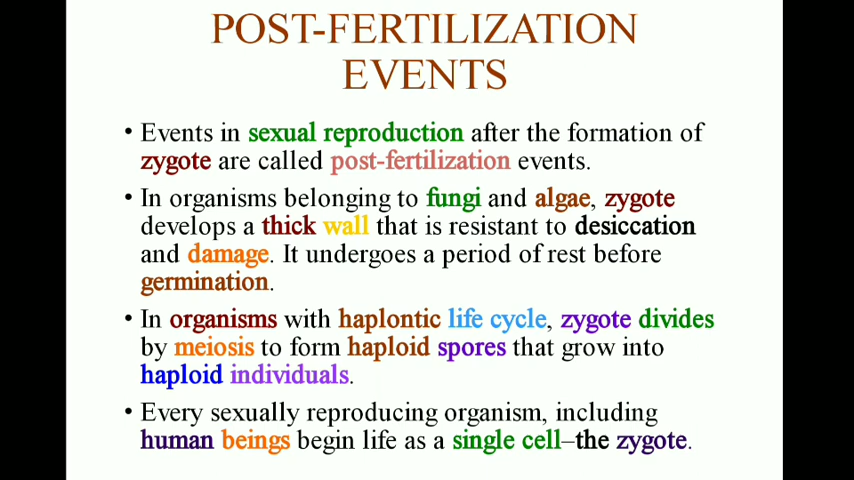 POST-FERTILIZATION
EVENTS
• Events in sexual reproduction after the formation of
zygote are called post-fertilization events.
• In organisms belonging to fungi and algae, zygote
develops a thick wall that is resistant to desiccation
and damage. It undergoes a period of rest before
germination.
• In organisms with haplontic life cycle, zygote divides
by meiosis to form haploid spores that grow into
haploid individuals.
• Every sexually reproducing organism, including
human beings begin life as a single cell–the zygote.